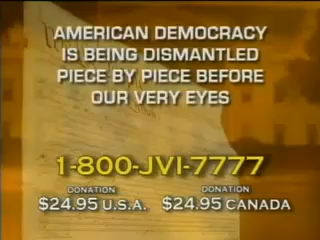 AMERICAN DEMOCRACY
IS BEING DISMANTLED
PIECE BY PIECE BEFORE
OUR VERY EYES
1-800-JVI-7777
DONATION DONATION
$24.95 U.S.A. $24.95 CANADA